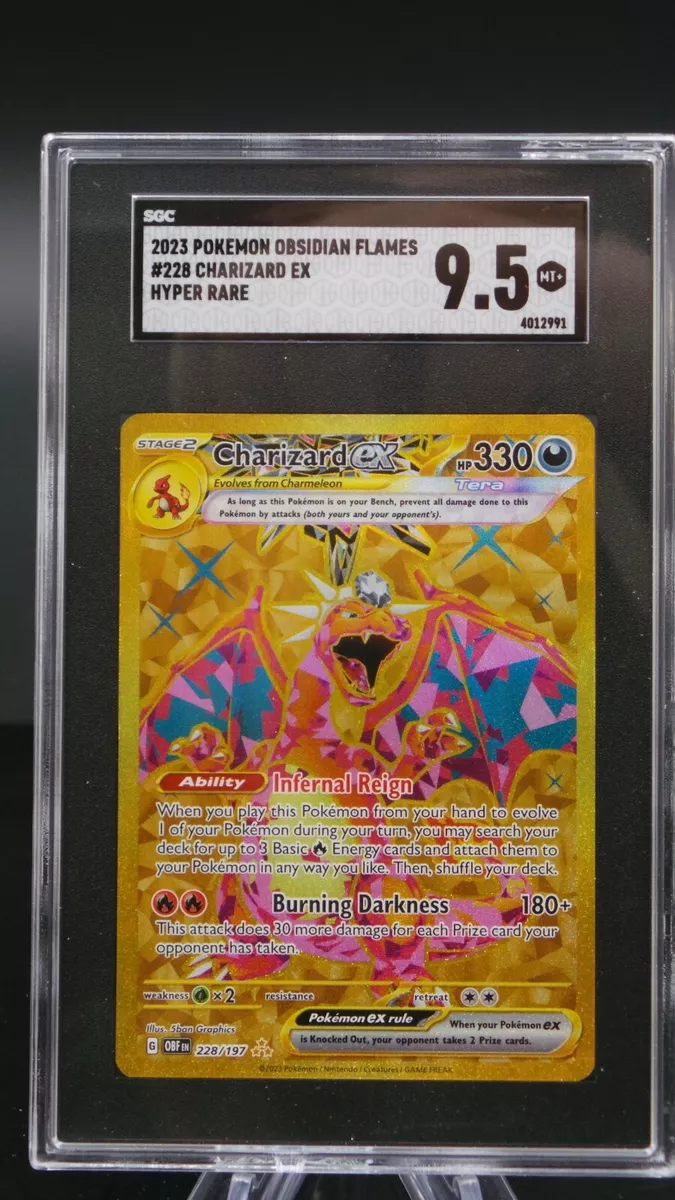 SGC
2023 POKEMON OBSIDIAN FLAMES
#228 CHARIZARD EX
HYPER RARE
9.5
MT+
4012991
STAGE2
Charizard ex
HP330
Evolves from Charmeleon
Tera
As long as this Pokémon is on your Bench, prevent all damage done to this
Pokémon by attacks (both yours and your opponent's).
Ability Infernal Reign
When you play this Pokémon from your hand to evolve
1 of your Pokémon during your turn, you may search your
deck for up to 3 Basic Energy cards and attach them to
your Pokémon in any way you like. Then, shuffle your deck.
Burning Darkness 180+
This attack does 30 more damage for each Prize card your
opponent has taken.
weakness ×2 resistance retreat
Pokémon ex rule
When your Pokémon ex
is Knocked Out, your opponent takes 2 Prize cards.
Illus. 5ban Graphics
G OBF EN 228/197
©2023 Pokémon / Nintendo / Creatures / GAME FREAK